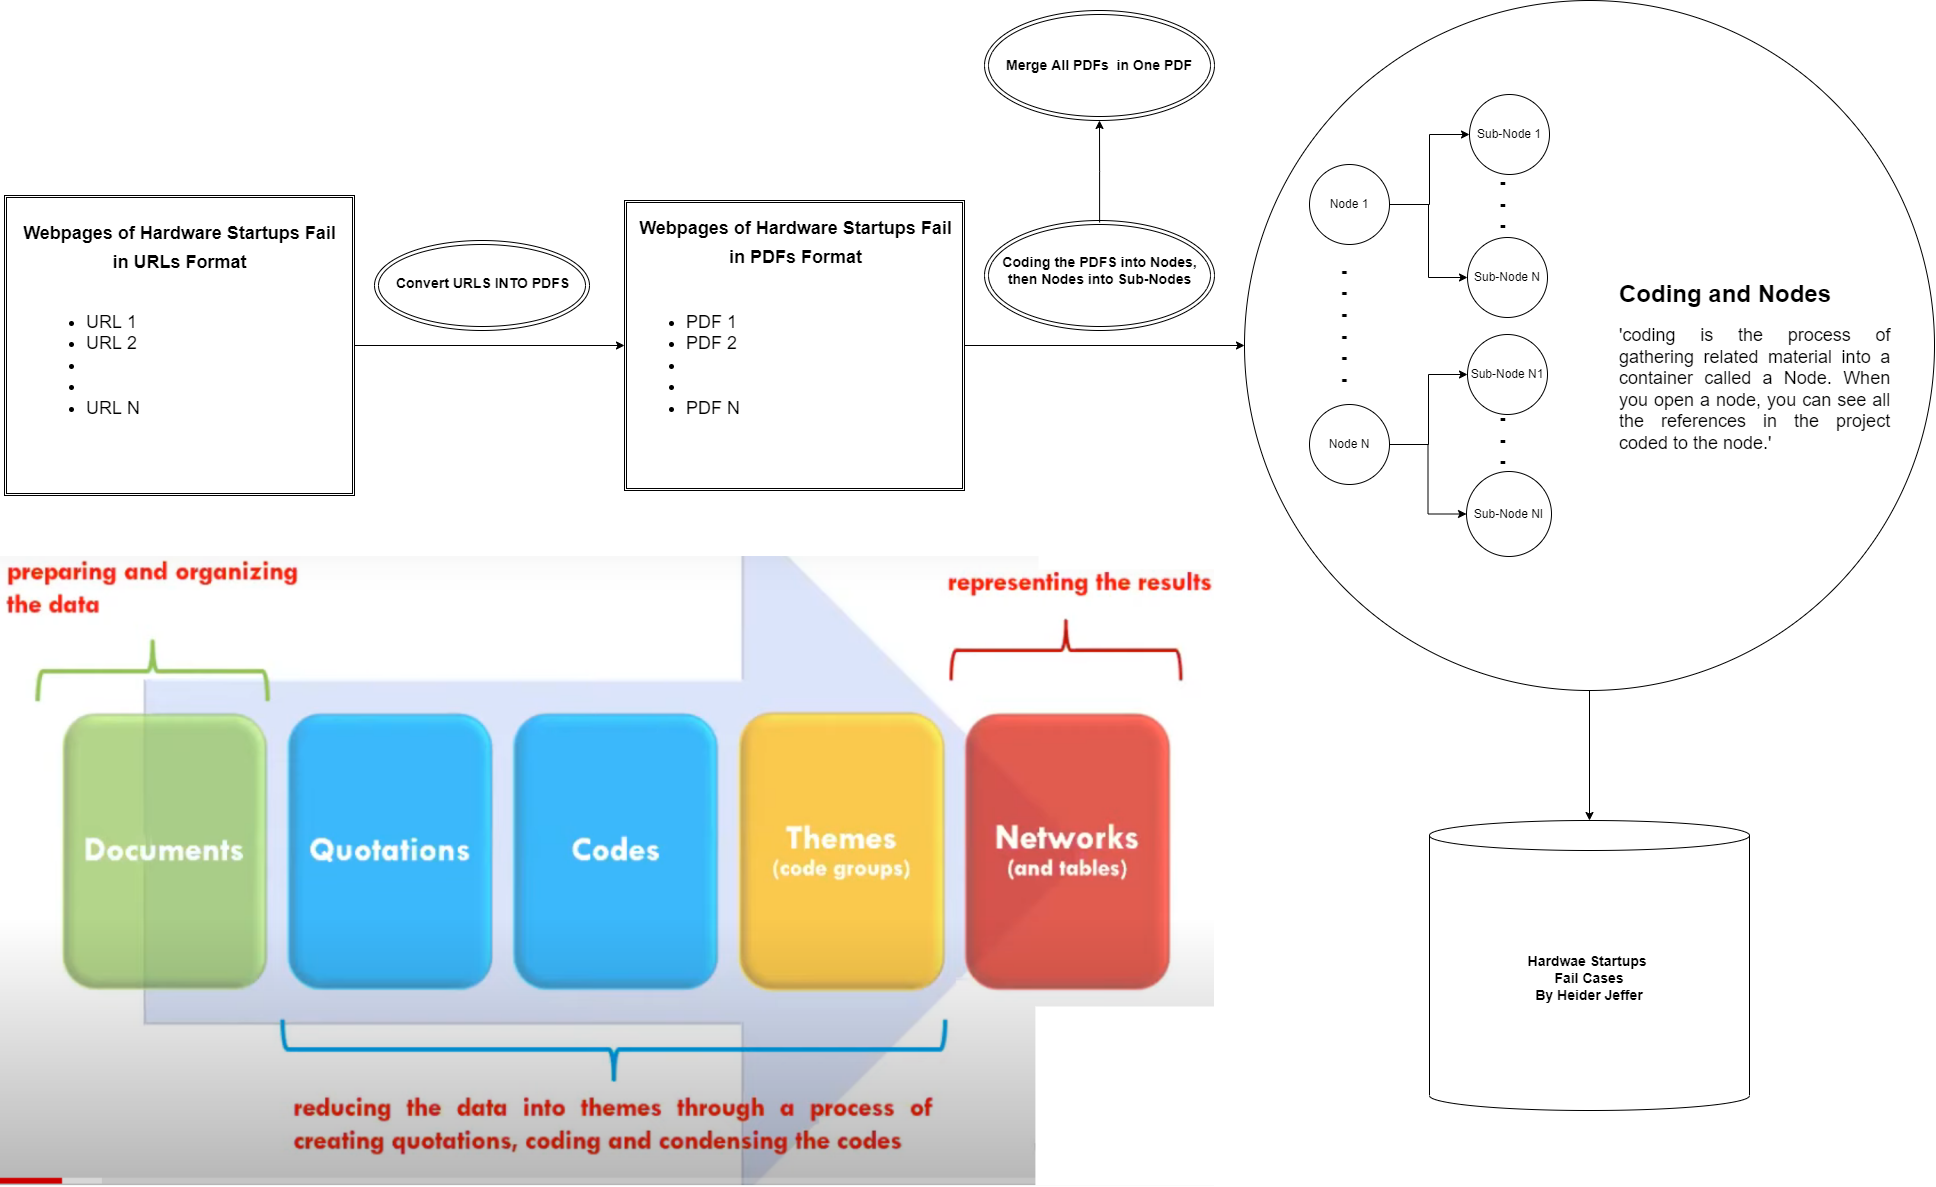 Merge All PDFs in One PDF
Webpages of Hardware Startups Fail
in URLs Format
URL 1
URL 2
URL N
Convert URLS INTO PDFS
Webpages of Hardware Startups Fail
in PDFs Format
PDF 1
PDF 2
PDF N
Coding the PDFS into Nodes,
then Nodes into Sub-Nodes
Node 1
Sub-Node 1
Sub-Node N
Node N
Sub-Node N1
Sub-Node NI
Coding and Nodes
'coding is the process of
gathering related material into a
container called a Node. When
you open a node, you can see all
the references in the project
coded to the node.'
preparing and organizing
the data
representing the results
Documents
Quotations
Codes
Themes
(code groups)
Networks
(and tables)
reducing the data into themes through a process of
creating quotations, coding and condensing the codes
Hardwae Startups
Fail Cases
By Heider Jeffer